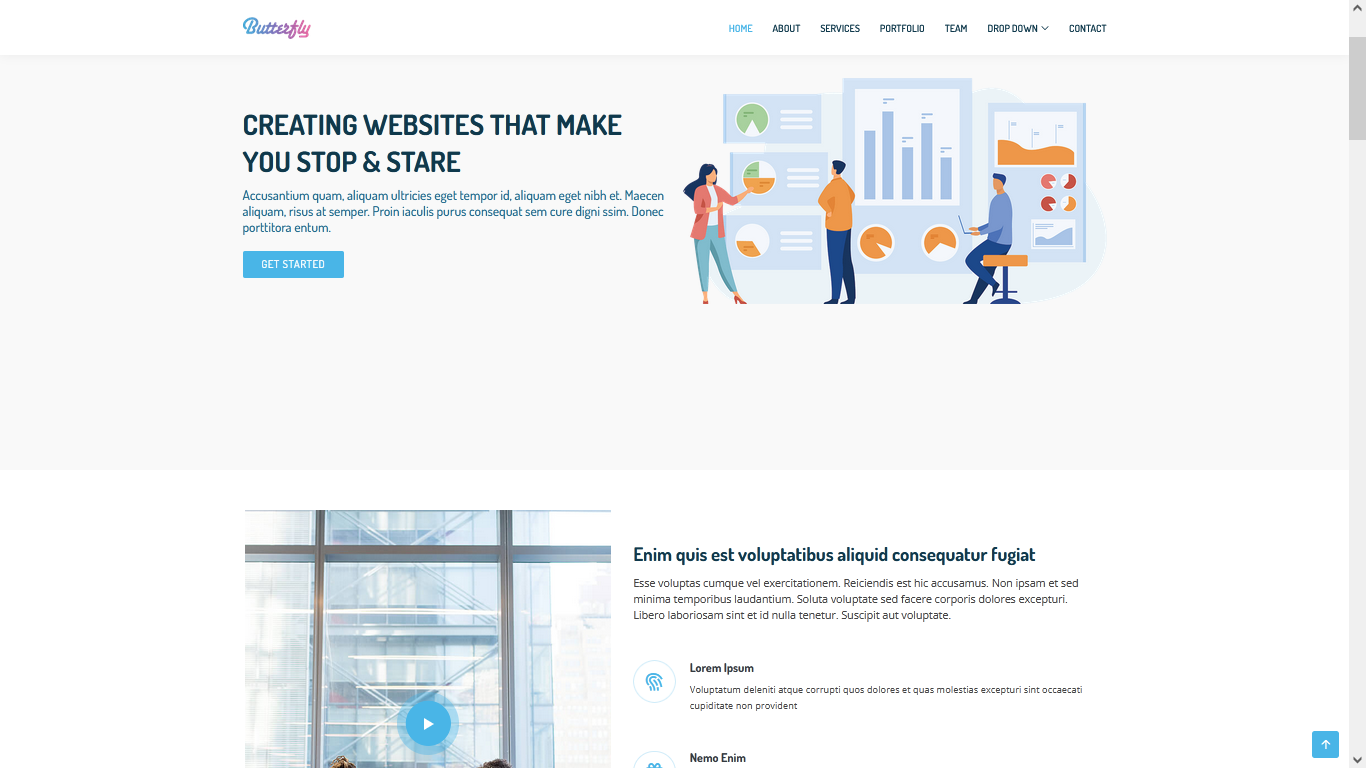 Butterfly
HOME
ABOUT
SERVICES
PORTFOLIO
TEAM
DROP DOWN
CONTACT
CREATING WEBSITES THAT MAKE
YOU STOP & STARE
Accusantium quam, aliquam ultricies eget tempor id, aliquam eget nibh et. Maecen
aliquam, risus at semper. Proin iaculis purus consequat sem cure digni ssim. Donec
porttitora entum.
GET STARTED
Enim quis est voluptatibus aliquid consequatur fugiat
Esse voluptas cumque vel exercitationem. Reiciendis est hic accusamus. Non ipsam et sed
minima temporibus laudantium. Soluta voluptate sed facere corporis dolores excepturi.
Libero laboriosam sint et id nulla tenetur. Suscipit aut voluptate.
Lorem Ipsum
Voluptatum deleniti atque corrupti quos dolores et quas molestias excepturi sint occaecati
cupiditate non provident
Nemo Enim